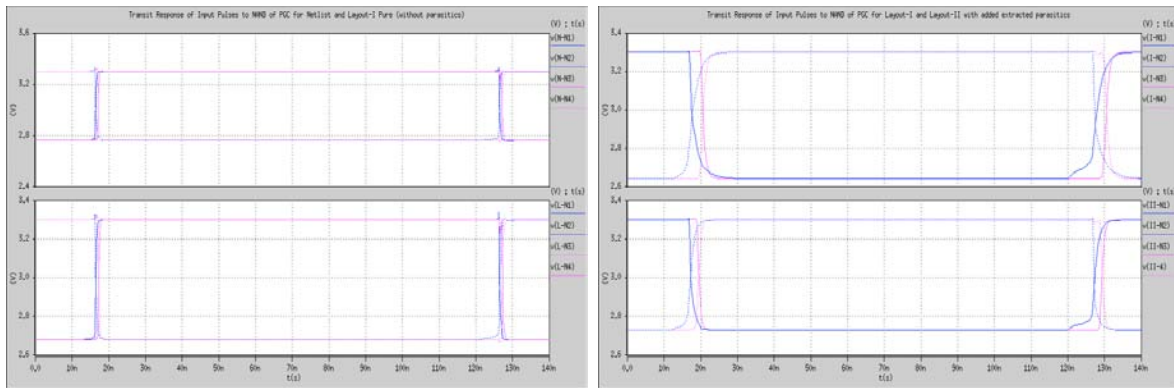 Transit Response of Input Pulses to NAND of PGC for Netlist and Layout-I Pure (without parasitics)
(V) : t(s)
3.6
v(N-N1)
v(N-N2)
3.2
v(N-N3)
(V)
v(N-N4)
2.8
2.4
(V) : t(s)
3.4
v(L-N1)
v(L-N2)
3.2
v(L-N3)
(V)
3.0
v(L-N4)
2.8
2.6
0.0 10n 20n 30n 40n 50n 60n 70n 80n 90n 100n 110n 120n 130n 140n
t(s)
Transit Response of Input Pulses to NAND of PGC for Layout-I and Layout-II with added extracted parasitics
(V) : t(s)
3.4
v(I-N1)
v(I-N2)
3.2
v(I-N3)
(V)
3.0
v(I-N4)
2.8
2.6
(V) : t(s)
3.4
v(II-N1)
v(II-N2)
3.2
v(II-N3)
(V)
3.0
v(II-4)
2.8
2.6
0.0 10n 20n 30n 40n 50n 60n 70n 80n 90n 100n 110n 120n 130n 140n
t(s)